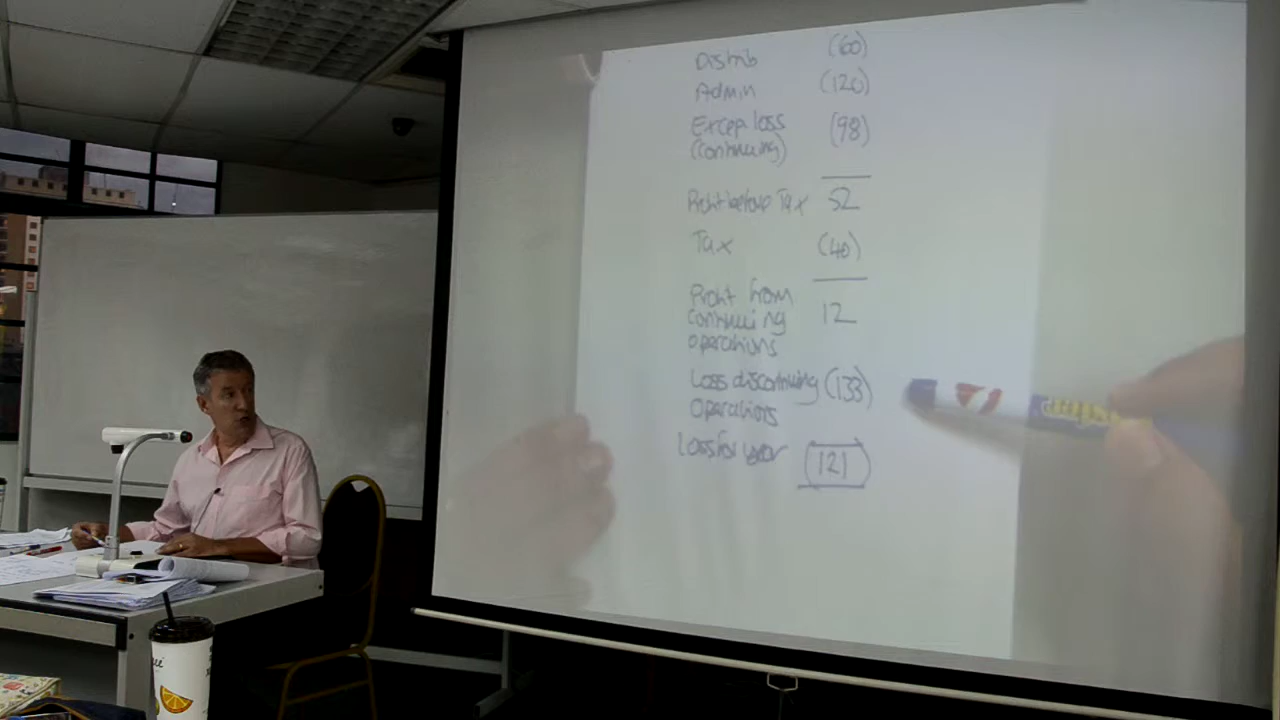 Distrib (160)
Admin (120)
Excep. loss (98)
(continuing)
Profit before Tax 52
Tax (40)
Profit from
continuing 12
operations
Loss discontinuing (133)
operations
Loss for year (121)